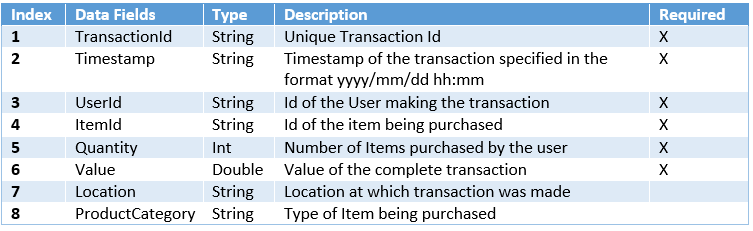 Index Data Fields Type Description Required
1 TransactionId String Unique Transaction Id X
2 Timestamp String Timestamp of the transaction specified in the X
format yyyy/mm/dd hh:mm
3 UserId String Id of the User making the transaction X
4 ItemId String Id of the item being purchased X
5 Quantity Int Number of Items purchased by the user X
6 Value Double Value of the complete transaction X
7 Location String Location at which transaction was made
8 ProductCategory String Type of Item being purchased